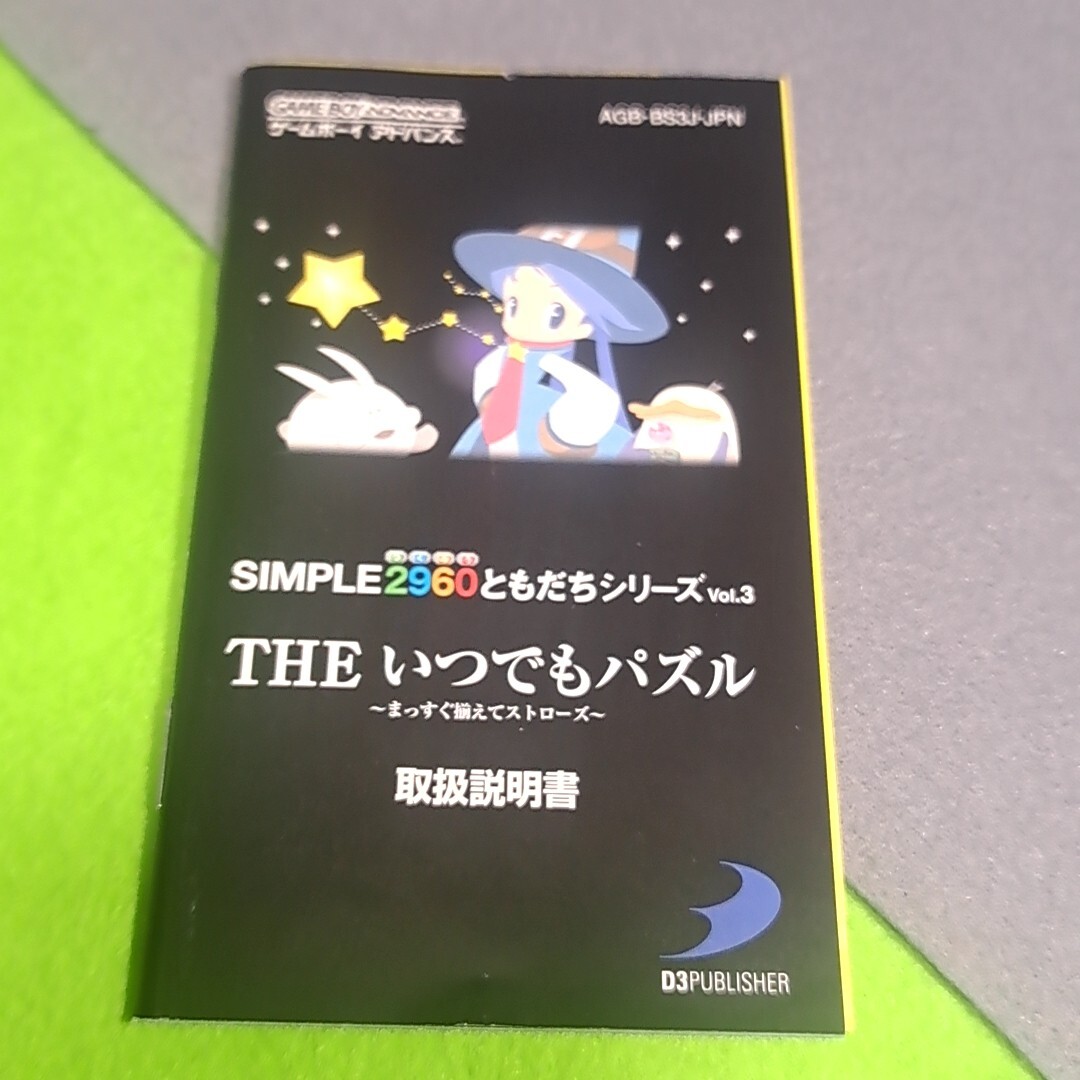 GAME BOY ADVANCE
ゲームボーイ アドバンス
AGB-BS3J-JPN
SIMPLE2960ともだちシリーズ Vol.3
THE いつでもパズル
～まっすぐ揃えてストローズ～
取扱説明書
D3PUBLISHER